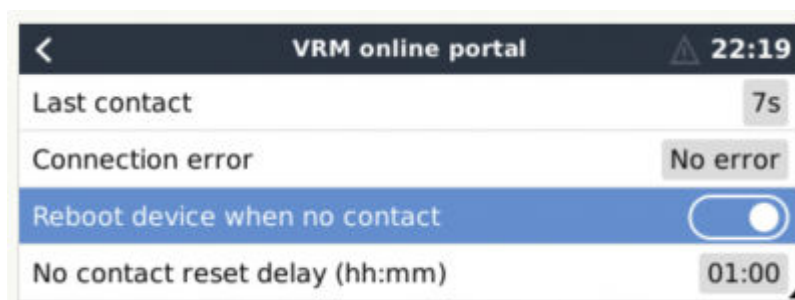 VRM online portal 22:19
Last contact 7s
Connection error No error
Reboot device when no contact
No contact reset delay (hh:mm) 01:00